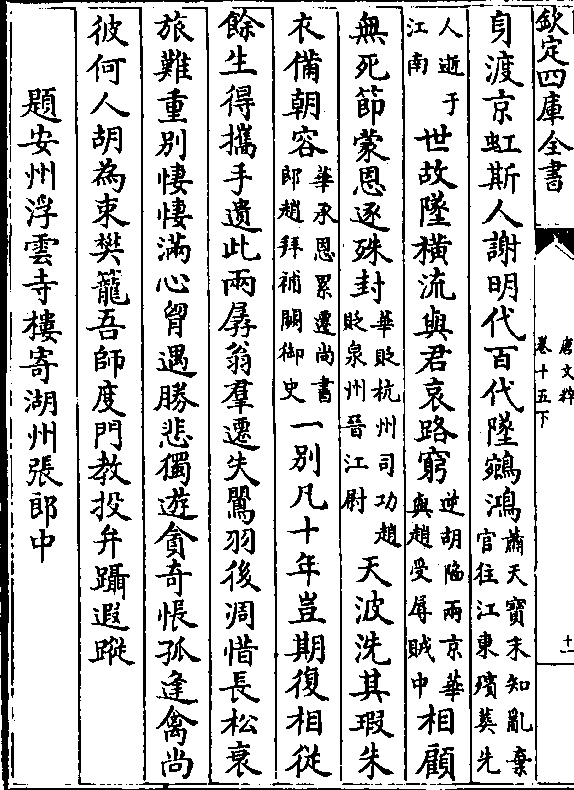 欽定四庫全書
唐文粹
卷十五下
十一
身渡京虹斯人謝明代百代墜鵷鴻蕭天寶末知亂棄官往江東殯葬先
人逝于江南世故墜橫流與君哀路窮逆胡陷兩京華與趙受辱賊中相顧
無死節蒙恩逐殊封華貶杭州司功趙貶泉州晉江尉天波洗其瑕朱
衣備朝容華承恩累遷尚書郎趙拜補闕御史一別凡十年豈期復相從
餘生得攜手遺此兩孱翁羣遷失鸎羽後凋惜長松衰
旅難重別悽悽滿心胷遇勝悲獨遊貪奇悵孤逢禽尚
彼何人胡為束樊籠吾師度門教投弁躡遐蹤
題安州浮雲寺樓寄湖州張郎中